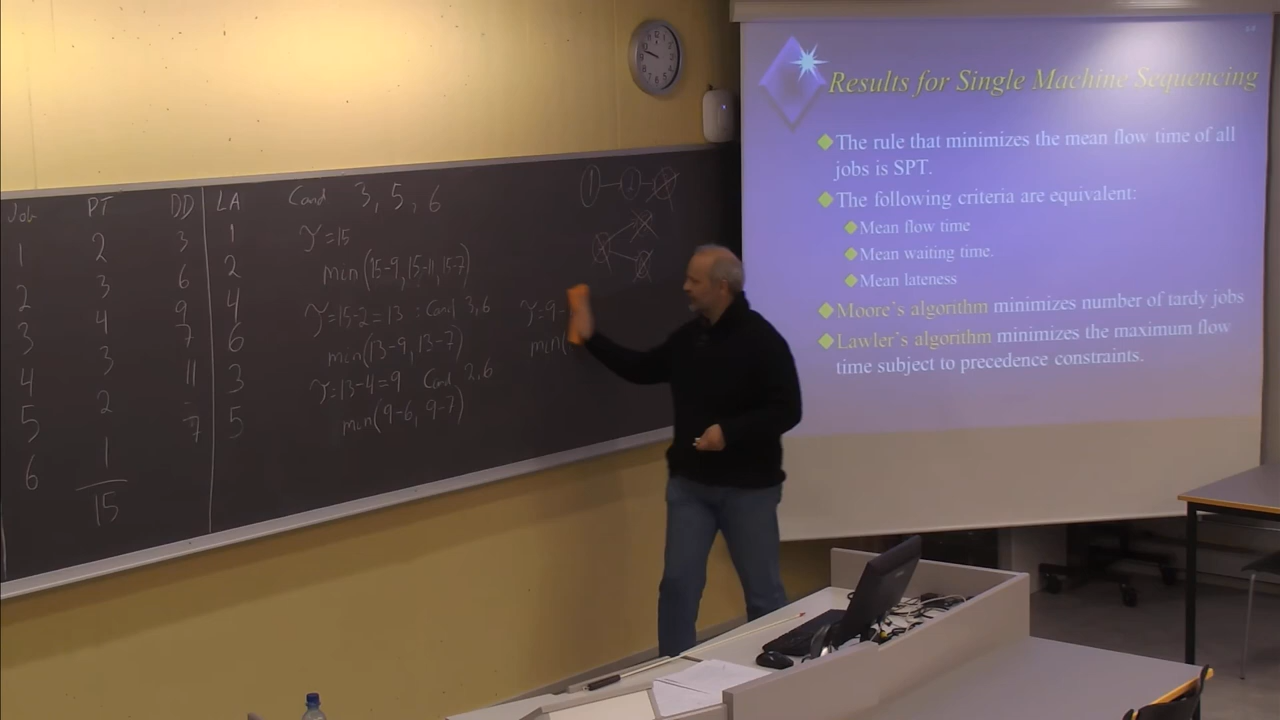 Job PT DD LA
1 2 3 1
2 3 6 2
3 4 9 4
4 3 7 6
5 2 11 3
6 1 7 5
15
Cand 3, 5, 6
τ=15
min(15-9, 15-11, 15-7)
τ=15-2=13 : Cand 3,6
min(13-9, 13-7)
τ=13-4=9 Cand 2,6
min(9-6, 9-7)
τ=9-
min(
1 2
Results for Single Machine Sequencing
The rule that minimizes the mean flow time of all
jobs is SPT.
The following criteria are equivalent:
Mean flow time
Mean waiting time.
Mean lateness
Moore's algorithm minimizes number of tardy jobs
Lawler's algorithm minimizes the maximum flow
time subject to precedence constraints.